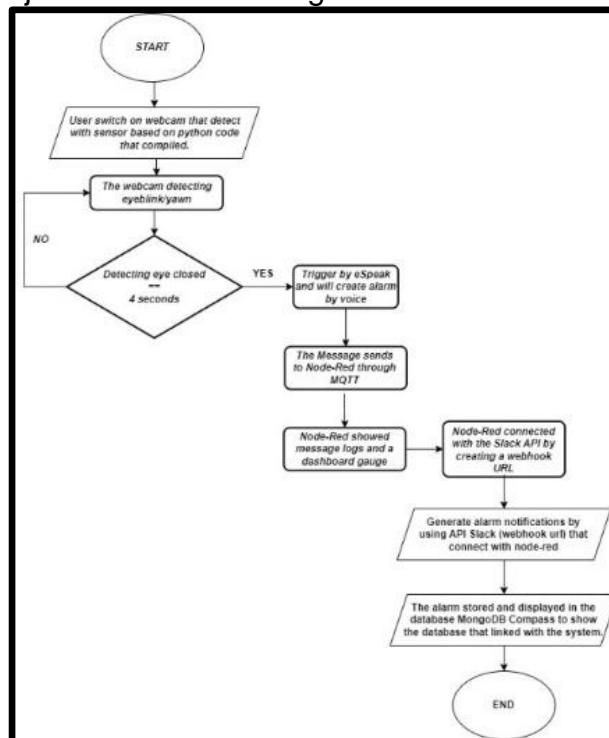 START
User switch on webcam that detect
with sensor based on python code
that compiled.
The webcam detecting
eyeblink/yawn
NO
Detecting eye closed
==
4 seconds
YES
Trigger by eSpeak
and will create alarm
by voice
The Message sends
to Node-Red through
MQTT
Node-Red showed
message logs and a
dashboard gauge
Node-Red connected
with the Slack API by
creating a webhook
URL
Generate alarm notifications by
using API Slack (webhook url) that
connect with node-red
The alarm stored and displayed in the
database MongoDB Compass to show
the database that linked with the system.
END